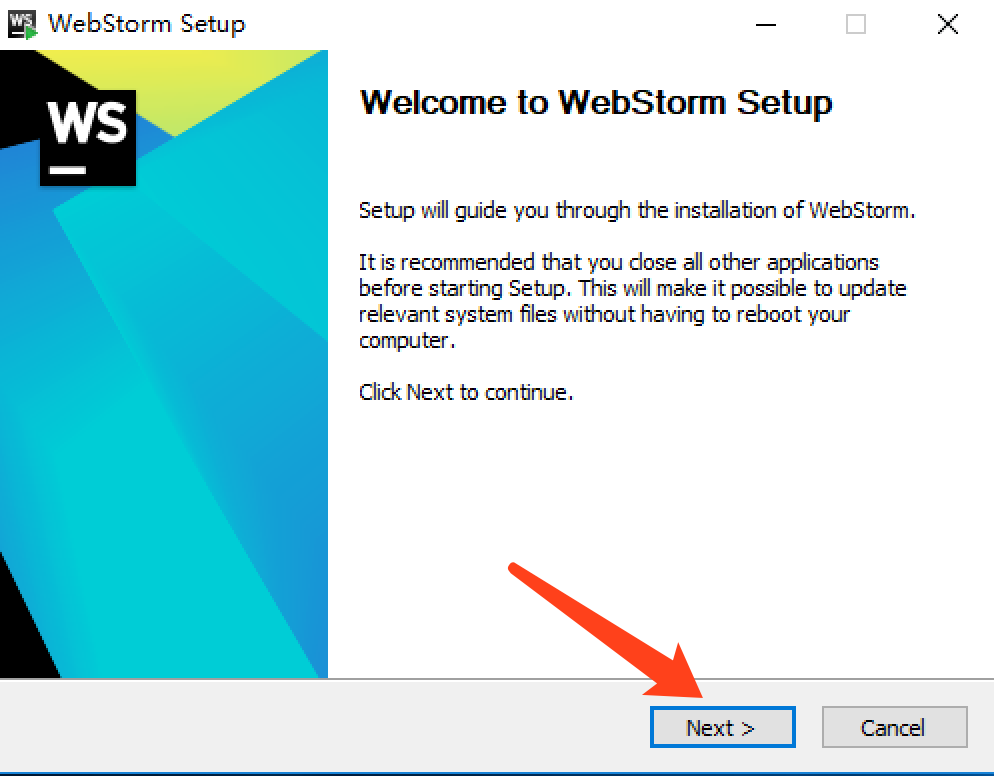 WS WebStorm Setup
WS
Welcome to WebStorm Setup
Setup will guide you through the installation of WebStorm.
It is recommended that you close all other applications
before starting Setup. This will make it possible to update
relevant system files without having to reboot your
computer.
Click Next to continue.
Next > Cancel